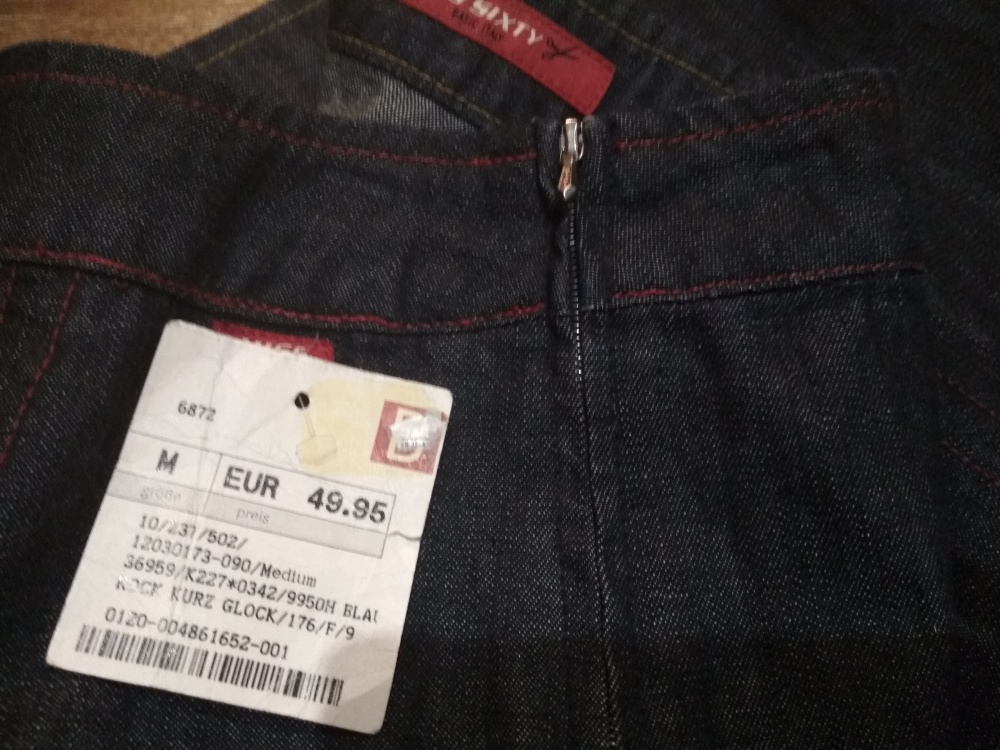 SIXTY
6872
M
EUR 49.95
größe
preis
10/237/502/
12030173-090/Medium
36959/K227*0342/9950H BLAU
ROCK KURZ GLOCK/176/F/9
0120-004861652-001